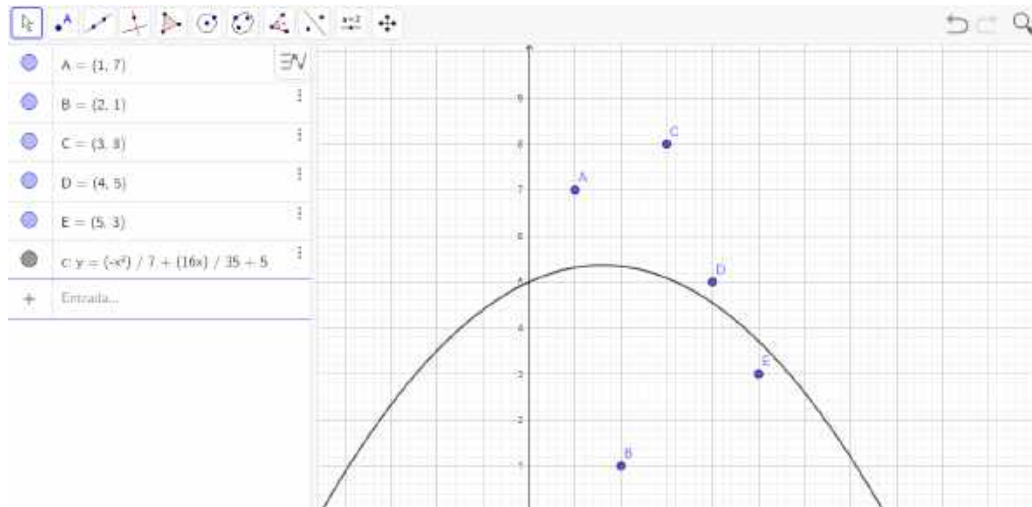 A
a=2
A = (1, 7)
B = (2, 1)
C = (3, 8)
D = (4, 5)
E = (5, 3)
c: y = (-x²) / 7 + (16x) / 35 + 5
+ Entrada...
9
8
7
6
4
3
2
1
C
A
D
E
B